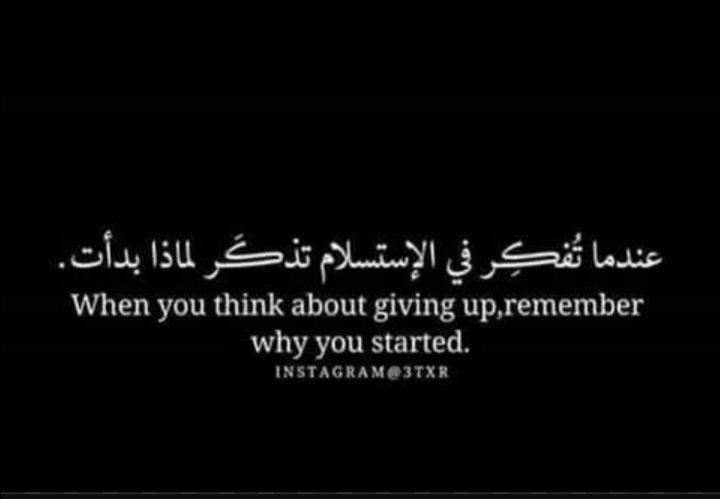 عندما تُفكِر في الإستسلام تذكَر لماذا بدأت.
When you think about giving up,remember
why you started.
INSTAGRAM@3TXR